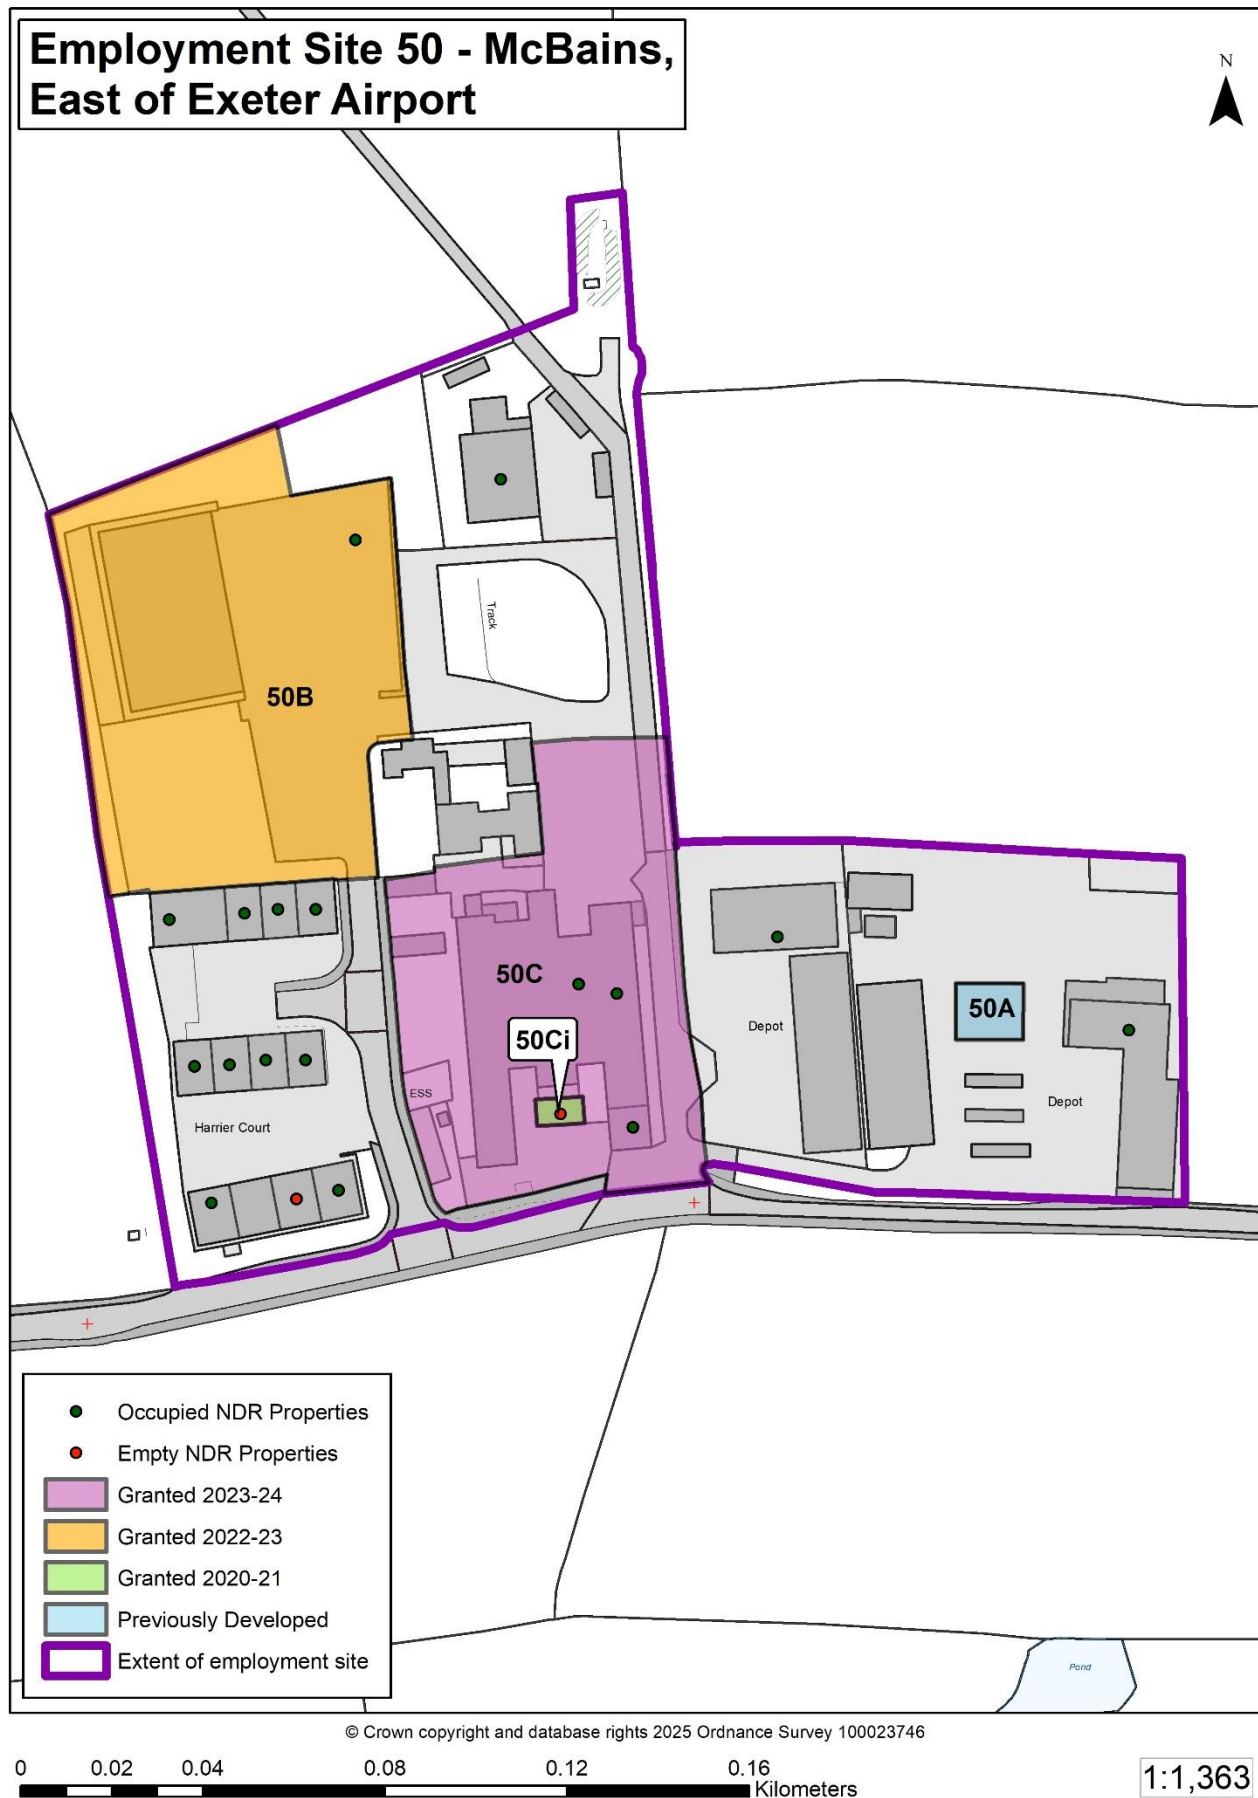 Employment Site 50 - McBains,
East of Exeter Airport
N
Track
50B
50C
50A
50Ci
Depot
ESS
Depot
Harrier Court
Occupied NDR Properties
Empty NDR Properties
Granted 2023-24
Granted 2022-23
Granted 2020-21
Previously Developed
Extent of employment site
Pond
© Crown copyright and database rights 2025 Ordnance Survey 100023746
0 0.02 0.04 0.08 0.12 0.16
Kilometers
1:1,363